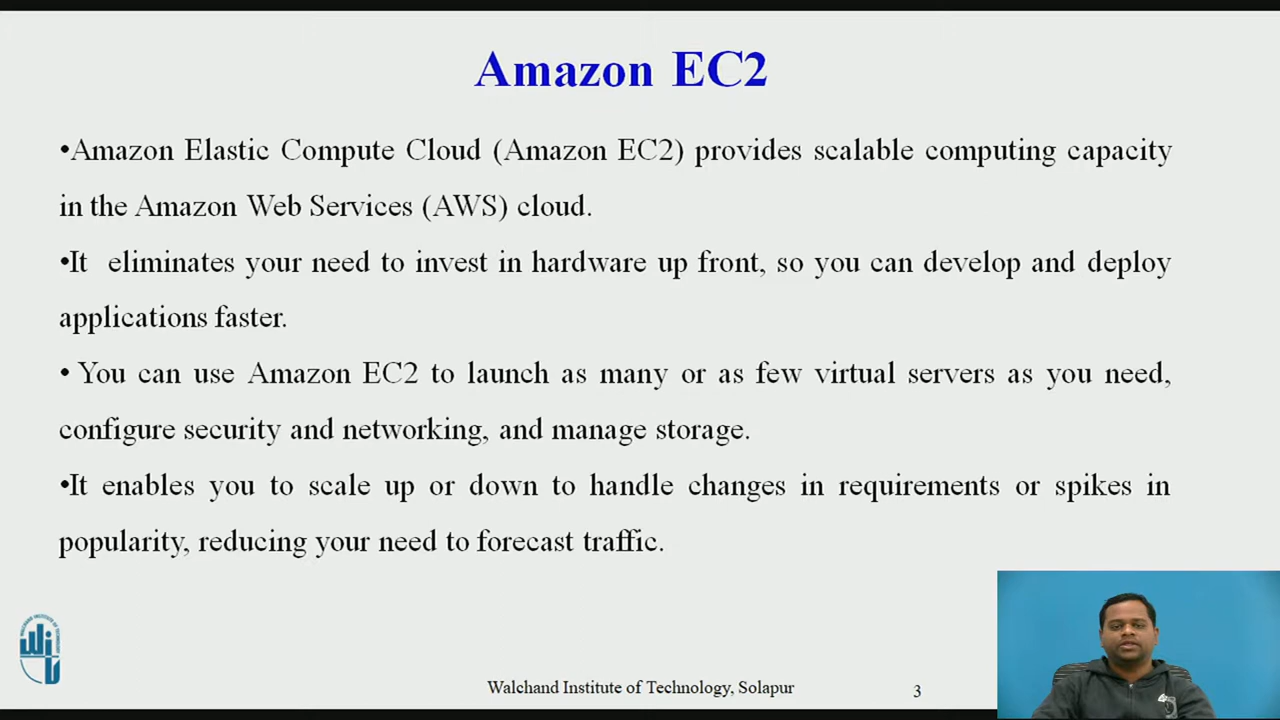 Amazon EC2
•Amazon Elastic Compute Cloud (Amazon EC2) provides scalable computing capacity
in the Amazon Web Services (AWS) cloud.
•It eliminates your need to invest in hardware up front, so you can develop and deploy
applications faster.
• You can use Amazon EC2 to launch as many or as few virtual servers as you need,
configure security and networking, and manage storage.
•It enables you to scale up or down to handle changes in requirements or spikes in
popularity, reducing your need to forecast traffic.
WALCHAND INSTITUTE OF TECHNOLOGY
Walchand Institute of Technology, Solapur
3